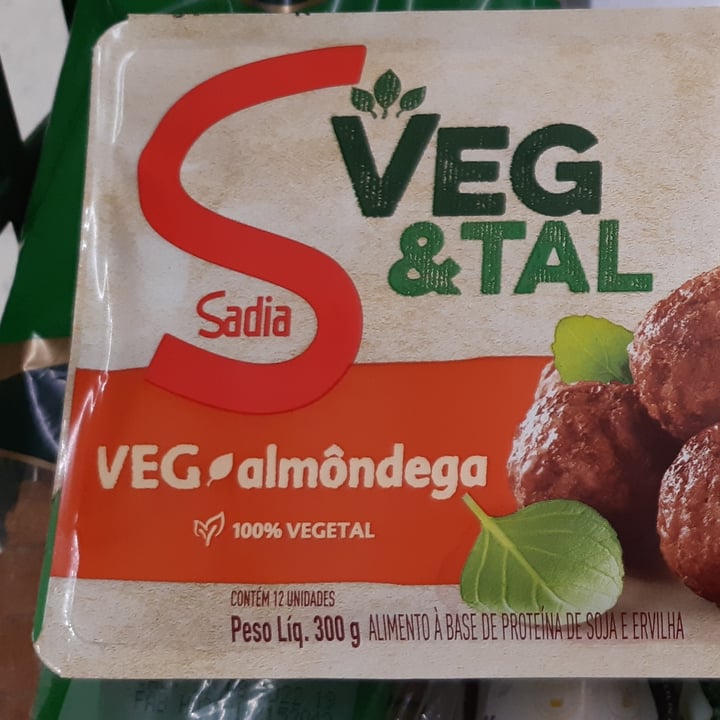 VEG
&TAL
Sadia
VEG almôndega
100% VEGETAL
CONTÉM 12 UNIDADES
Peso Líq. 300 g ALIMENTO À BASE DE PROTEÍNA DE SOJA E ERVILHA